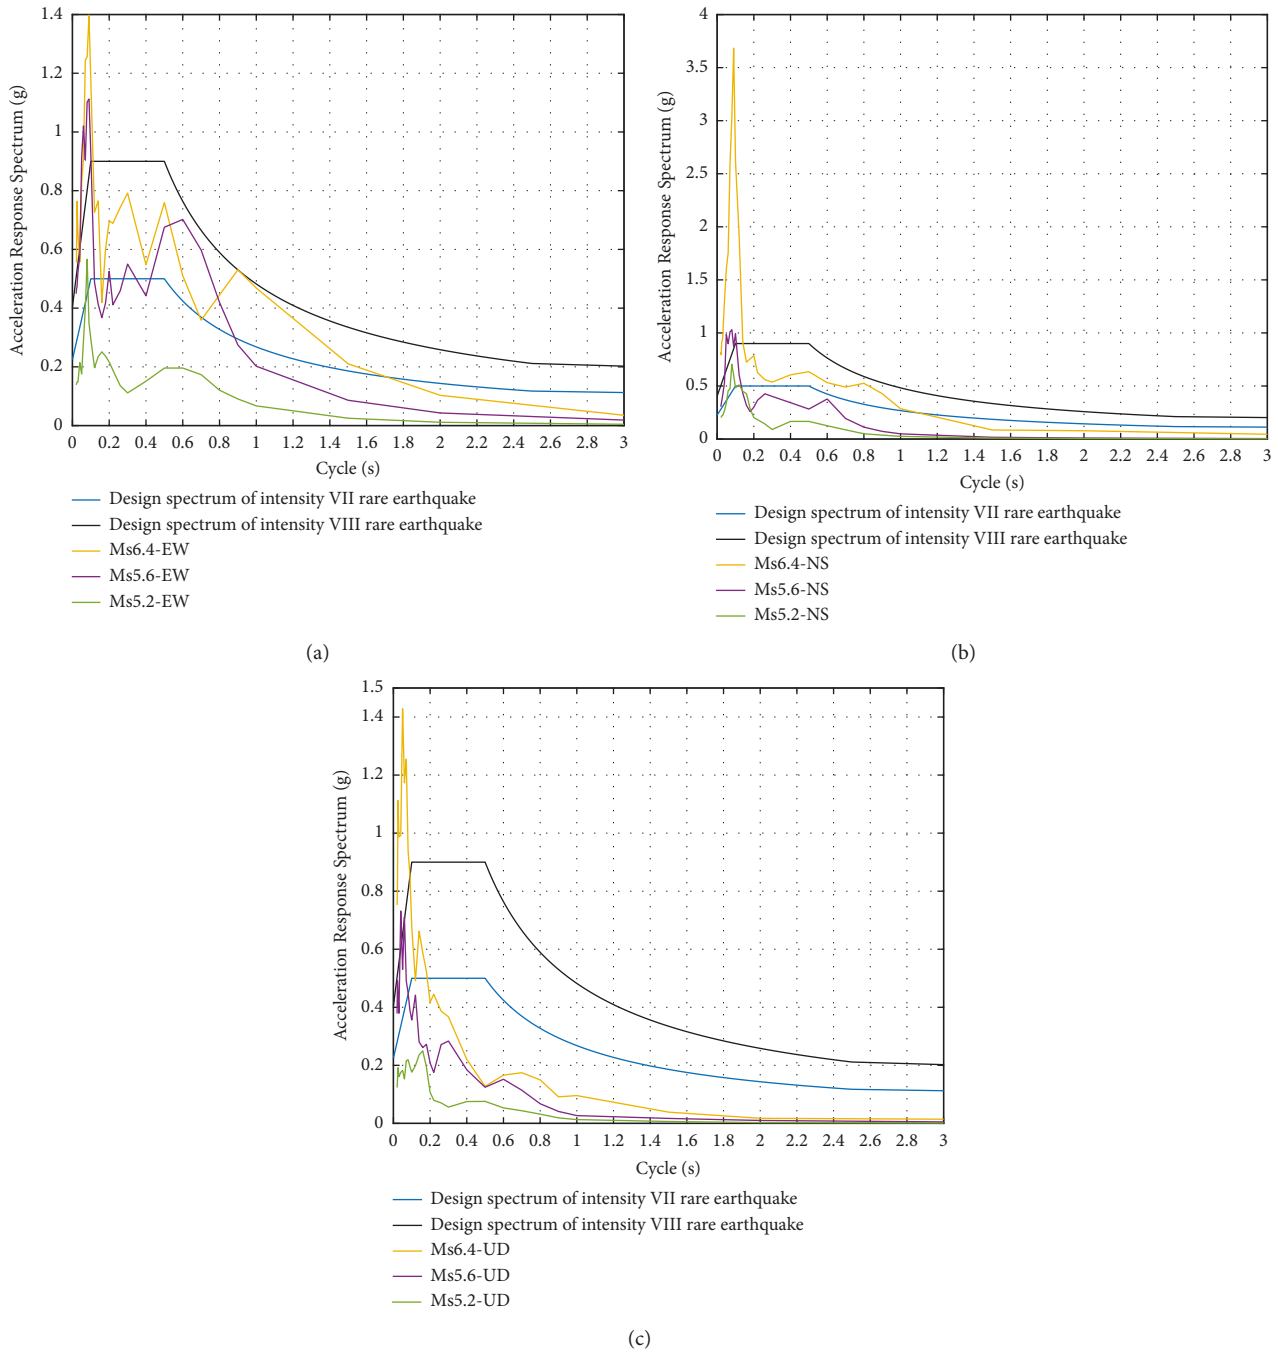 1.4
1.2
1
0.8
0.6
0.4
0.2
0
Acceleration Response Spectrum (g)
0 0.2 0.4 0.6 0.8 1 1.2 1.4 1.6 1.8 2 2.2 2.4 2.6 2.8 3
Cycle (s)
Design spectrum of intensity VII rare earthquake
Design spectrum of intensity VIII rare earthquake
Ms6.4-EW
Ms5.6-EW
Ms5.2-EW
(a)
4
3.5
3
2.5
2
1.5
1
0.5
0
Acceleration Response Spectrum (g)
0 0.2 0.4 0.6 0.8 1 1.2 1.4 1.6 1.8 2 2.2 2.4 2.6 2.8 3
Cycle (s)
Design spectrum of intensity VII rare earthquake
Design spectrum of intensity VIII rare earthquake
Ms6.4-NS
Ms5.6-NS
Ms5.2-NS
(b)
1.5
1.4
1.2
1
0.8
0.6
0.4
0.2
0
Acceleration Response Spectrum (g)
0 0.2 0.4 0.6 0.8 1 1.2 1.4 1.6 1.8 2 2.2 2.4 2.6 2.8 3
Cycle (s)
Design spectrum of intensity VII rare earthquake
Design spectrum of intensity VIII rare earthquake
Ms6.4-UD
Ms5.6-UD
Ms5.2-UD
(c)